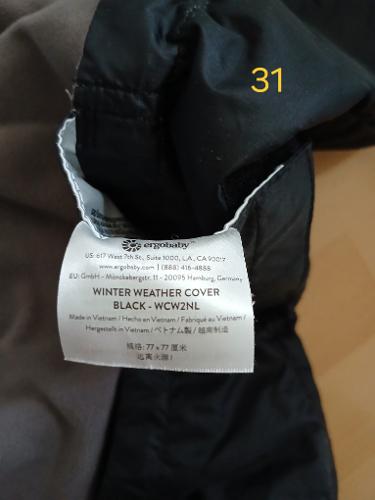 31
ergobaby
US: 617 West 7th St., Suite 1000, L.A., CA 90017
www.ergobaby.com | (888) 416-4888
EU: GmbH - Mönckebergstr. 11 - 20095 Hamburg, Germany
WINTER WEATHER COVER
BLACK - WCW2NL
Made in Vietnam / Hecho en Vietnam / Fabriqué au Vietnam /
Hergestellt in Vietnam / ベトナム製 / 越南制造
规格: 77 x 77 厘米
远离火源!